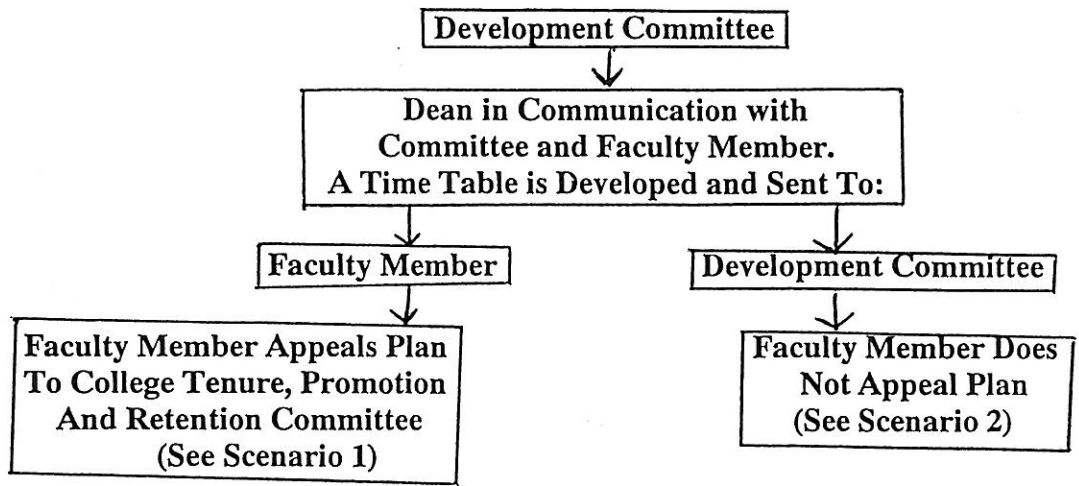 Development Committee
Dean in Communication with
Committee and Faculty Member.
A Time Table is Developed and Sent To:
Faculty Member
Development Committee
Faculty Member Appeals Plan
To College Tenure, Promotion
And Retention Committee
(See Scenario 1)
Faculty Member Does
Not Appeal Plan
(See Scenario 2)